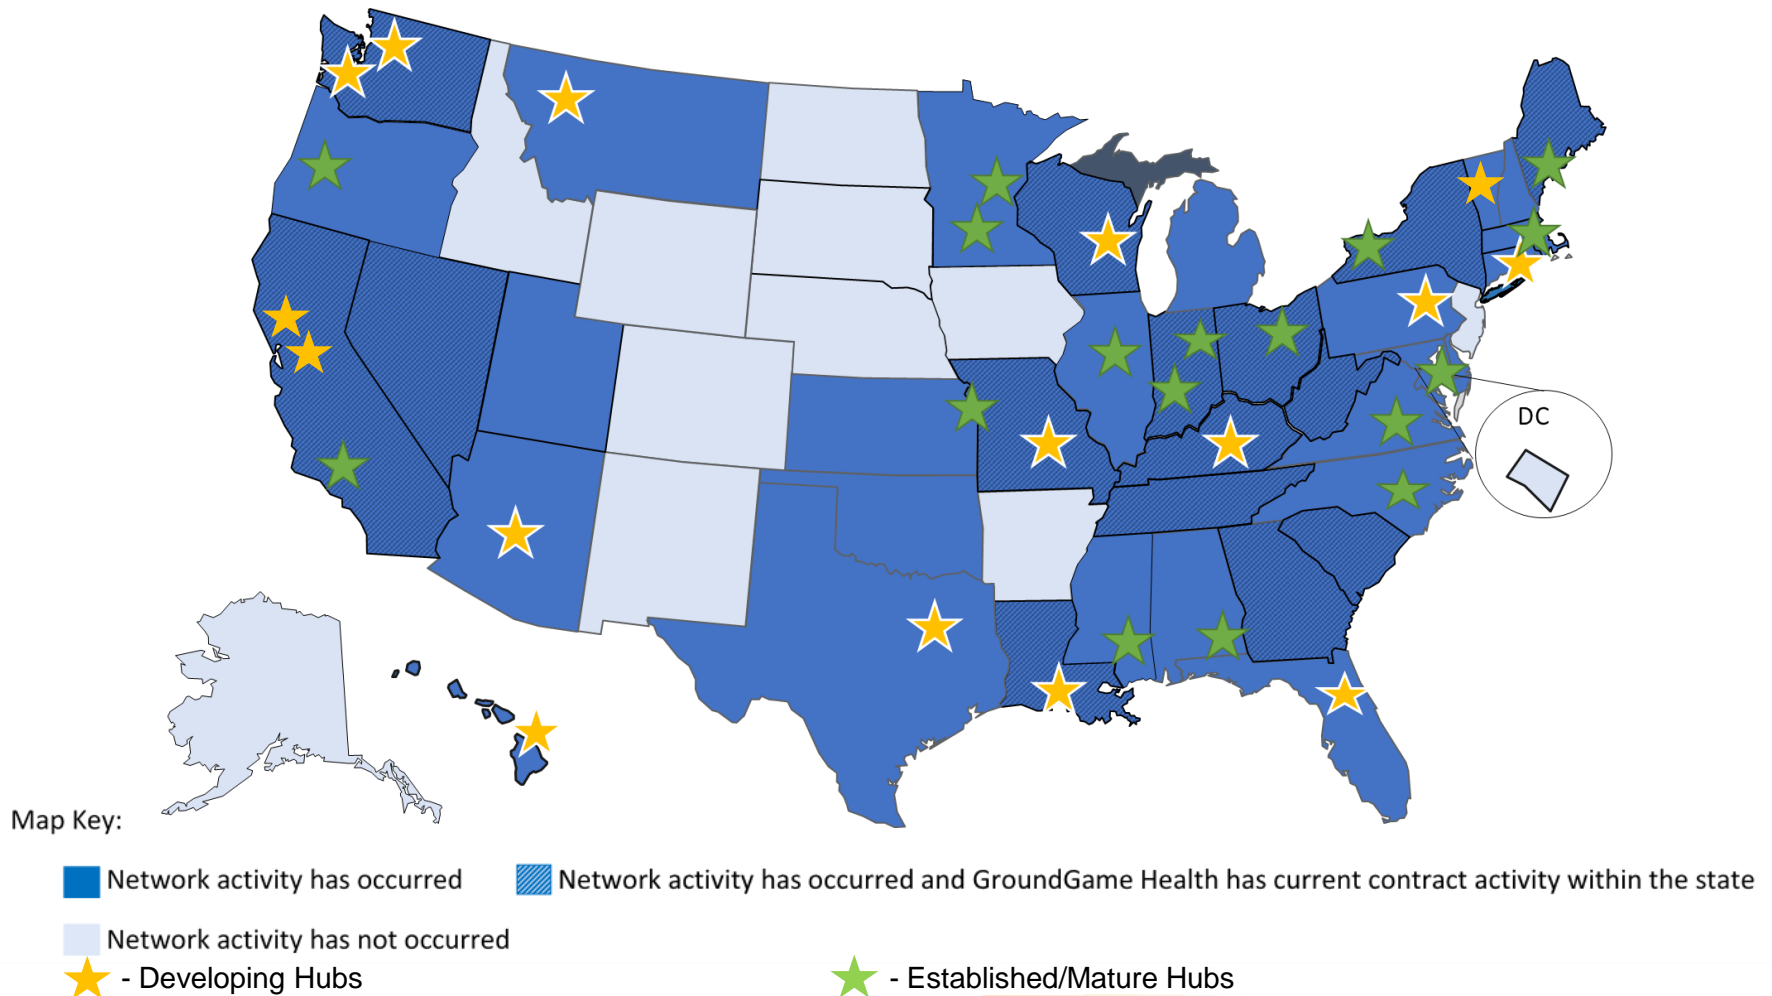 DC
Map Key:
Network activity has occurred
Network activity has occurred and GroundGame Health has current contract activity within the state
Network activity has not occurred
- Developing Hubs
- Established/Mature Hubs